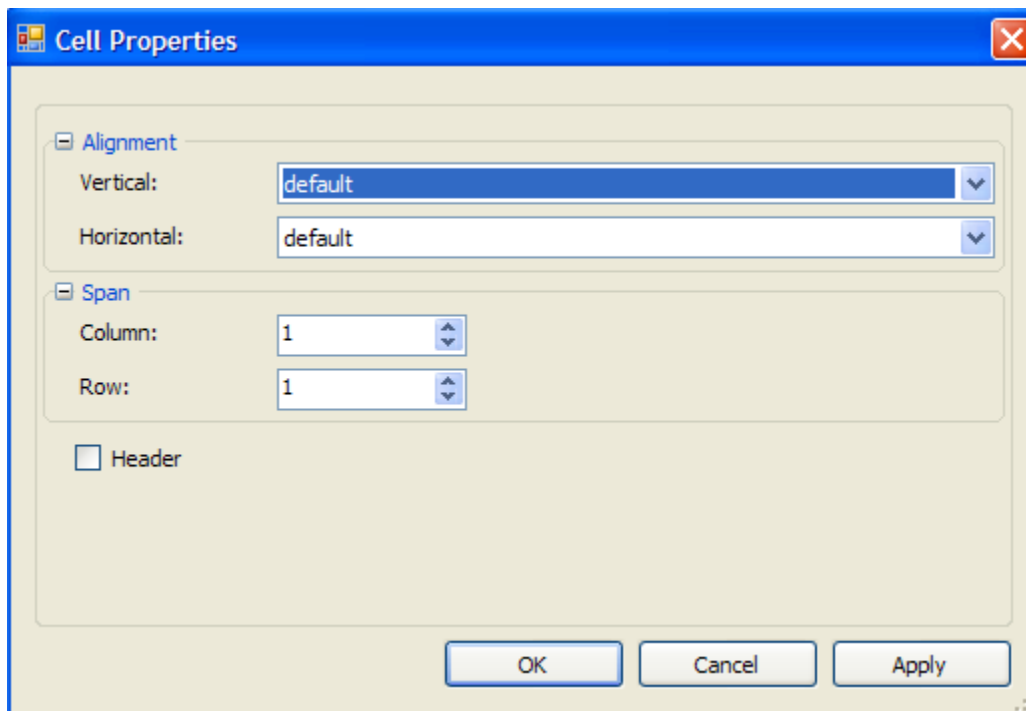 Cell Properties
Alignment
Vertical: default
Horizontal: default
Span
Column: 1
Row: 1
Header
OK Cancel Apply